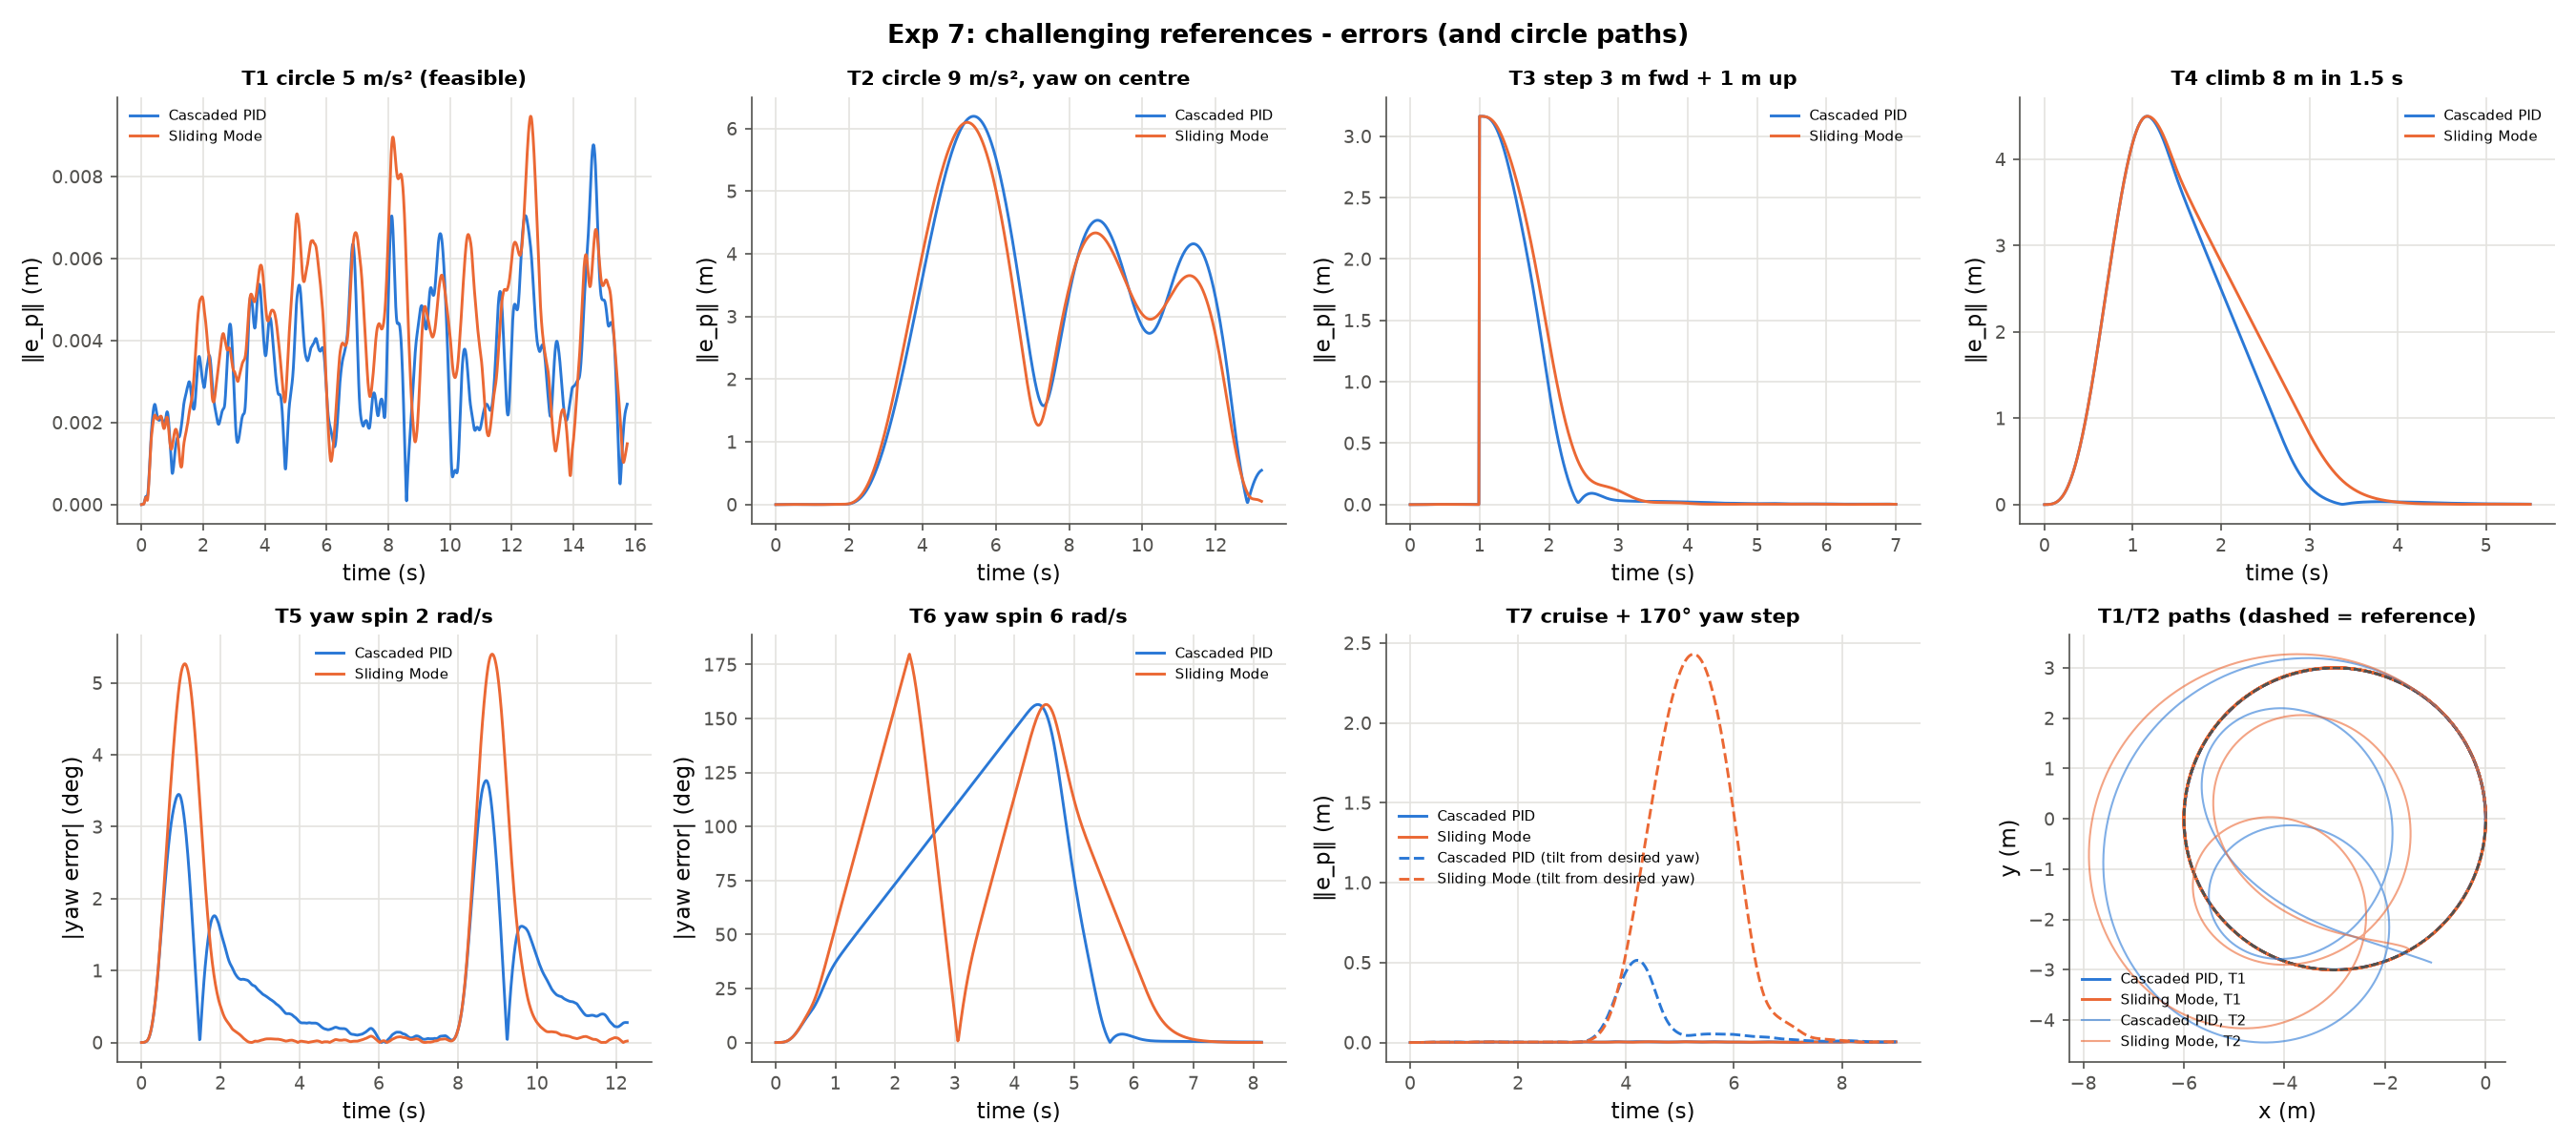 Exp 7: challenging references - errors (and circle paths)
T1 circle 5 m/s² (feasible)
Cascaded PID
Sliding Mode
‖e_p‖ (m)
0.008
0.006
0.004
0.002
0.000
0 2 4 6 8 10 12 14 16
time (s)
T2 circle 9 m/s², yaw on centre
Cascaded PID
Sliding Mode
‖e_p‖ (m)
6
5
4
3
2
1
0
0 2 4 6 8 10 12
time (s)
T3 step 3 m fwd + 1 m up
Cascaded PID
Sliding Mode
‖e_p‖ (m)
3.0
2.5
2.0
1.5
1.0
0.5
0.0
0 1 2 3 4 5 6 7
time (s)
T4 climb 8 m in 1.5 s
Cascaded PID
Sliding Mode
‖e_p‖ (m)
4
3
2
1
0
0 1 2 3 4 5
time (s)
T5 yaw spin 2 rad/s
Cascaded PID
Sliding Mode
|yaw error| (deg)
5
4
3
2
1
0
0 2 4 6 8 10 12
time (s)
T6 yaw spin 6 rad/s
Cascaded PID
Sliding Mode
|yaw error| (deg)
175
150
125
100
75
50
25
0
0 1 2 3 4 5 6 7 8
time (s)
T7 cruise + 170° yaw step
Cascaded PID
Sliding Mode
Cascaded PID (tilt from desired yaw)
Sliding Mode (tilt from desired yaw)
‖e_p‖ (m)
2.5
2.0
1.5
1.0
0.5
0.0
0 2 4 6 8
time (s)
T1/T2 paths (dashed = reference)
y (m)
3
2
1
0
−1
−2
−3
−4
Cascaded PID, T1
Sliding Mode, T1
Cascaded PID, T2
Sliding Mode, T2
−8 −6 −4 −2 0
x (m)